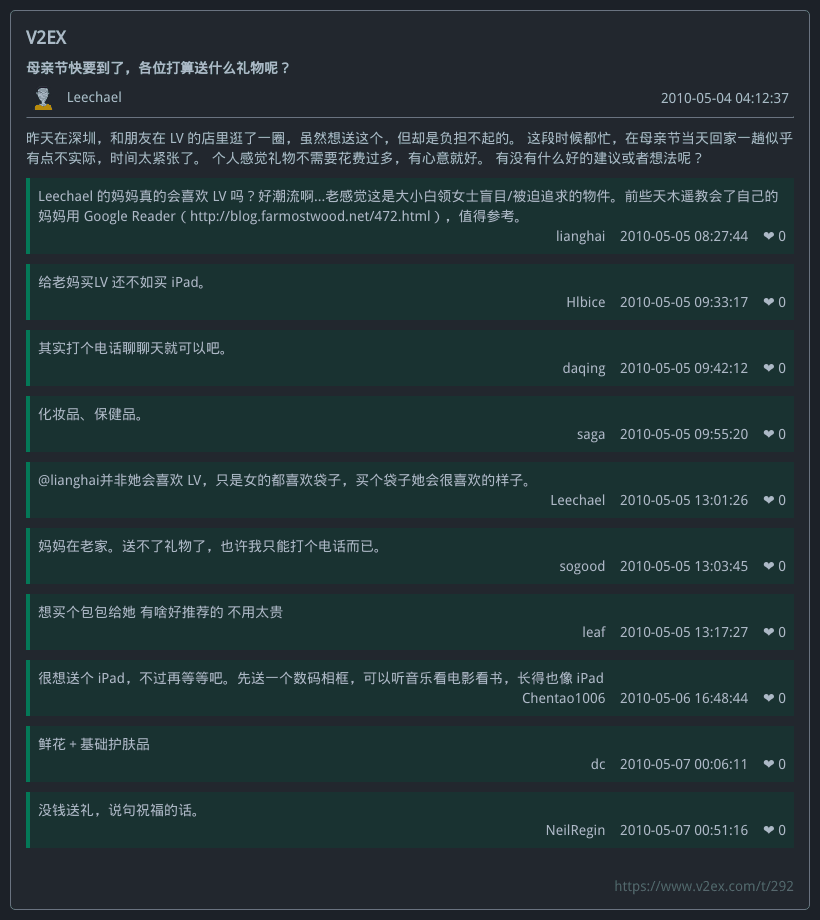 V2EX
母亲节快要到了，各位打算送什么礼物呢？
Leechael 2010-05-04 04:12:37
昨天在深圳，和朋友在 LV 的店里逛了一圈，虽然想送这个，但却是负担不起的。 这段时候都忙，在母亲节当天回家一趟似乎
有点不实际，时间太紧张了。 个人感觉礼物不需要花费过多，有心意就好。 有没有什么好的建议或者想法呢？
Leechael 的妈妈真的会喜欢 LV 吗？好潮流啊...老感觉这是大小白领女士盲目/被迫追求的物件。前些天木遥教会了自己的
妈妈用 Google Reader（http://blog.farmostwood.net/472.html），值得参考。
lianghai 2010-05-05 08:27:44 ❤ 0
给老妈买LV 还不如买 iPad。
Hlbice 2010-05-05 09:33:17 ❤ 0
其实打个电话聊聊天就可以吧。
daqing 2010-05-05 09:42:12 ❤ 0
化妆品、保健品。
saga 2010-05-05 09:55:20 ❤ 0
@lianghai并非她会喜欢 LV，只是女的都喜欢袋子，买个袋子她会很喜欢的样子。
Leechael 2010-05-05 13:01:26 ❤ 0
妈妈在老家。送不了礼物了，也许我只能打个电话而已。
sogood 2010-05-05 13:03:45 ❤ 0
想买个包包给她 有啥好推荐的 不用太贵
leaf 2010-05-05 13:17:27 ❤ 0
很想送个 iPad，不过再等等吧。先送一个数码相框，可以听音乐看电影看书，长得也像 iPad
Chentao1006 2010-05-06 16:48:44 ❤ 0
鲜花 + 基础护肤品
dc 2010-05-07 00:06:11 ❤ 0
没钱送礼，说句祝福的话。
NeilRegin 2010-05-07 00:51:16 ❤ 0
https://www.v2ex.com/t/292